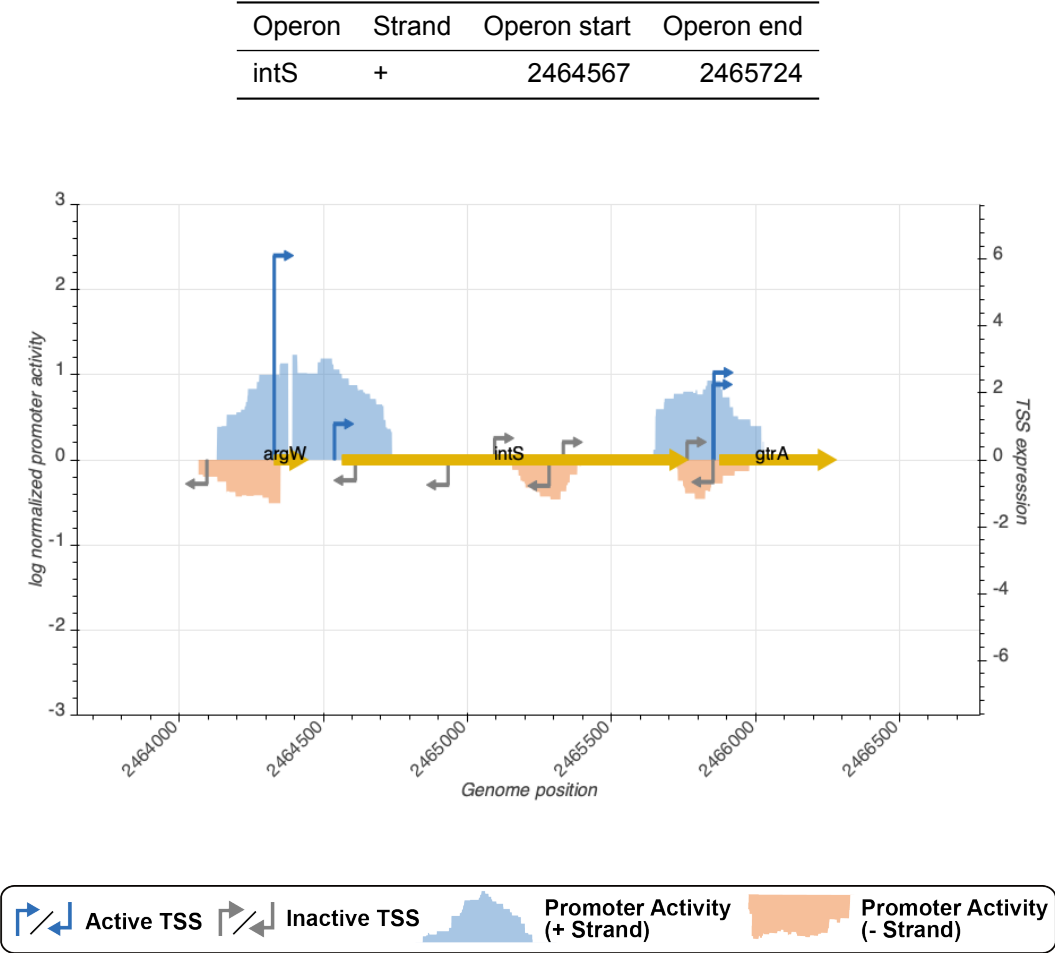 Operon Strand Operon start Operon end
intS + 2464567 2465724
3
2
1
0
-1
-2
-3
log normalized promoter activity
6
4
2
0
-2
-4
-6
TSS expression
argW
intS
gtrA
2464000
2464500
2465000
2465500
2466000
2466500
Genome position
Active TSS
Inactive TSS
Promoter Activity
(+ Strand)
Promoter Activity
(- Strand)